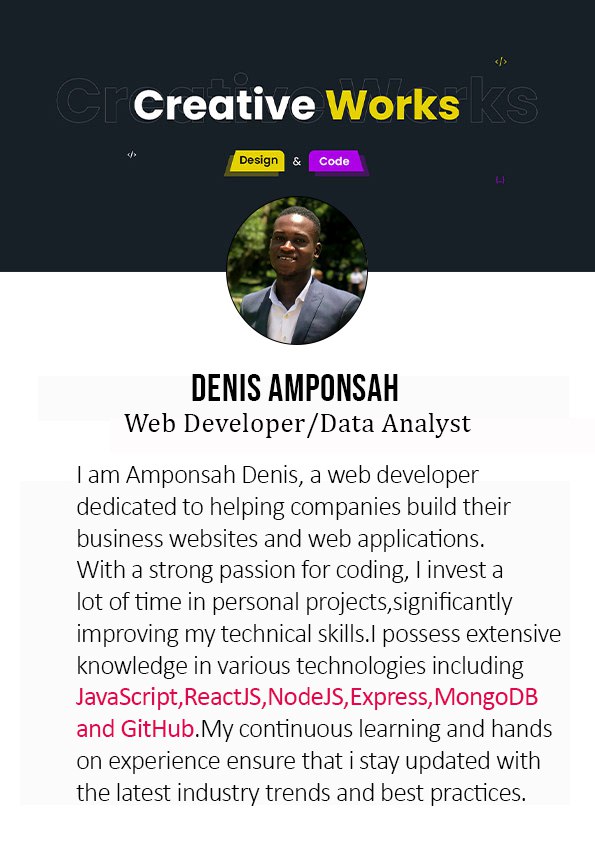 Creative Works
Creative Works
</>
</>
Design & Code
{...}
DENIS AMPONSAH
Web Developer/Data Analyst
I am Amponsah Denis, a web developer
dedicated to helping companies build their
business websites and web applications.
With a strong passion for coding, I invest a
lot of time in personal projects,significantly
improving my technical skills.I possess extensive
knowledge in various technologies including
JavaScript,ReactJS,NodeJS,Express,MongoDB
and GitHub.My continuous learning and hands
on experience ensure that i stay updated with
the latest industry trends and best practices.